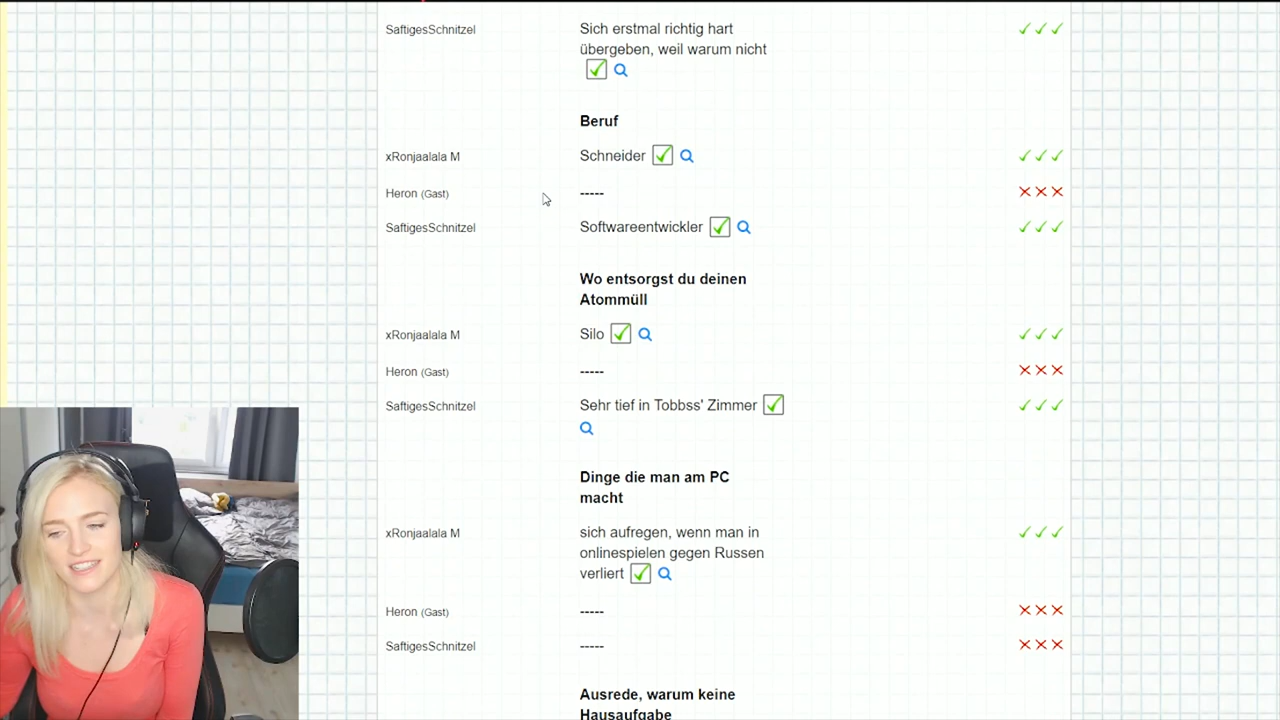 SaftigesSchnitzel
Sich erstmal richtig hart
übergeben, weil warum nicht
Beruf
xRonjaalala M
Schneider
Heron (Gast)
-----
SaftigesSchnitzel
Softwareentwickler
Wo entsorgst du deinen
Atommüll
xRonjaalala M
Silo
Heron (Gast)
-----
SaftigesSchnitzel
Sehr tief in Tobbss' Zimmer
Dinge die man am PC
macht
xRonjaalala M
sich aufregen, wenn man in
onlinespielen gegen Russen
verliert
Heron (Gast)
-----
SaftigesSchnitzel
-----
Ausrede, warum keine
Hausaufgabe